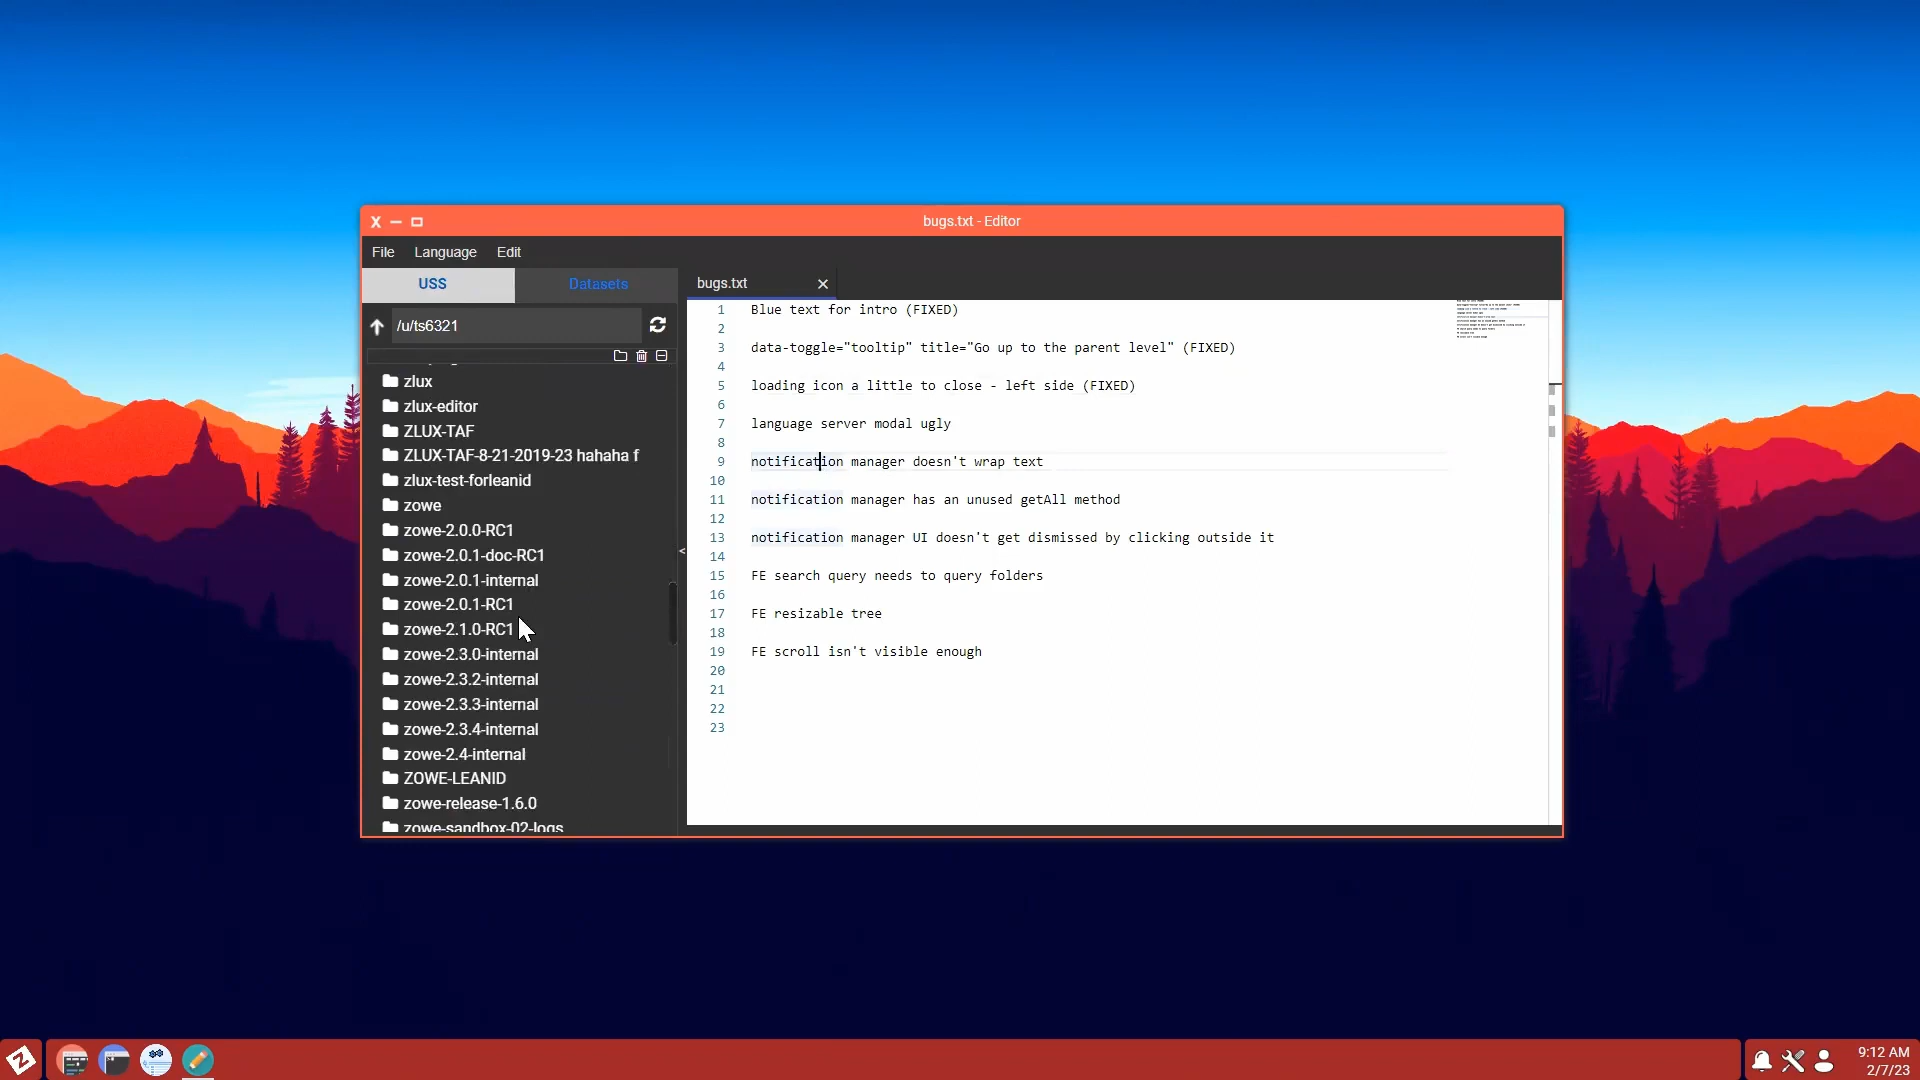 X
bugs.txt - Editor
File Language Edit
USS Datasets
/u/ts6321
zlux
zlux-editor
ZLUX-TAF
ZLUX-TAF-8-21-2019-23 hahaha f
zlux-test-forleanid
zowe
zowe-2.0.0-RC1
zowe-2.0.1-doc-RC1
zowe-2.0.1-internal
zowe-2.0.1-RC1
zowe-2.1.0-RC1
zowe-2.3.0-internal
zowe-2.3.2-internal
zowe-2.3.3-internal
zowe-2.3.4-internal
zowe-2.4-internal
ZOWE-LEANID
zowe-release-1.6.0
zowe-sandbox-02-logs
<
bugs.txt
1 Blue text for intro (FIXED)
2
3 data-toggle="tooltip" title="Go up to the parent level" (FIXED)
4
5 loading icon a little to close - left side (FIXED)
6
7 language server modal ugly
8
9 notification manager doesn't wrap text
10
11 notification manager has an unused getAll method
12
13 notification manager UI doesn't get dismissed by clicking outside it
14
15 FE search query needs to query folders
16
17 FE resizable tree
18
19 FE scroll isn't visible enough
20
21
22
23
Z
9:12 AM
2/7/23